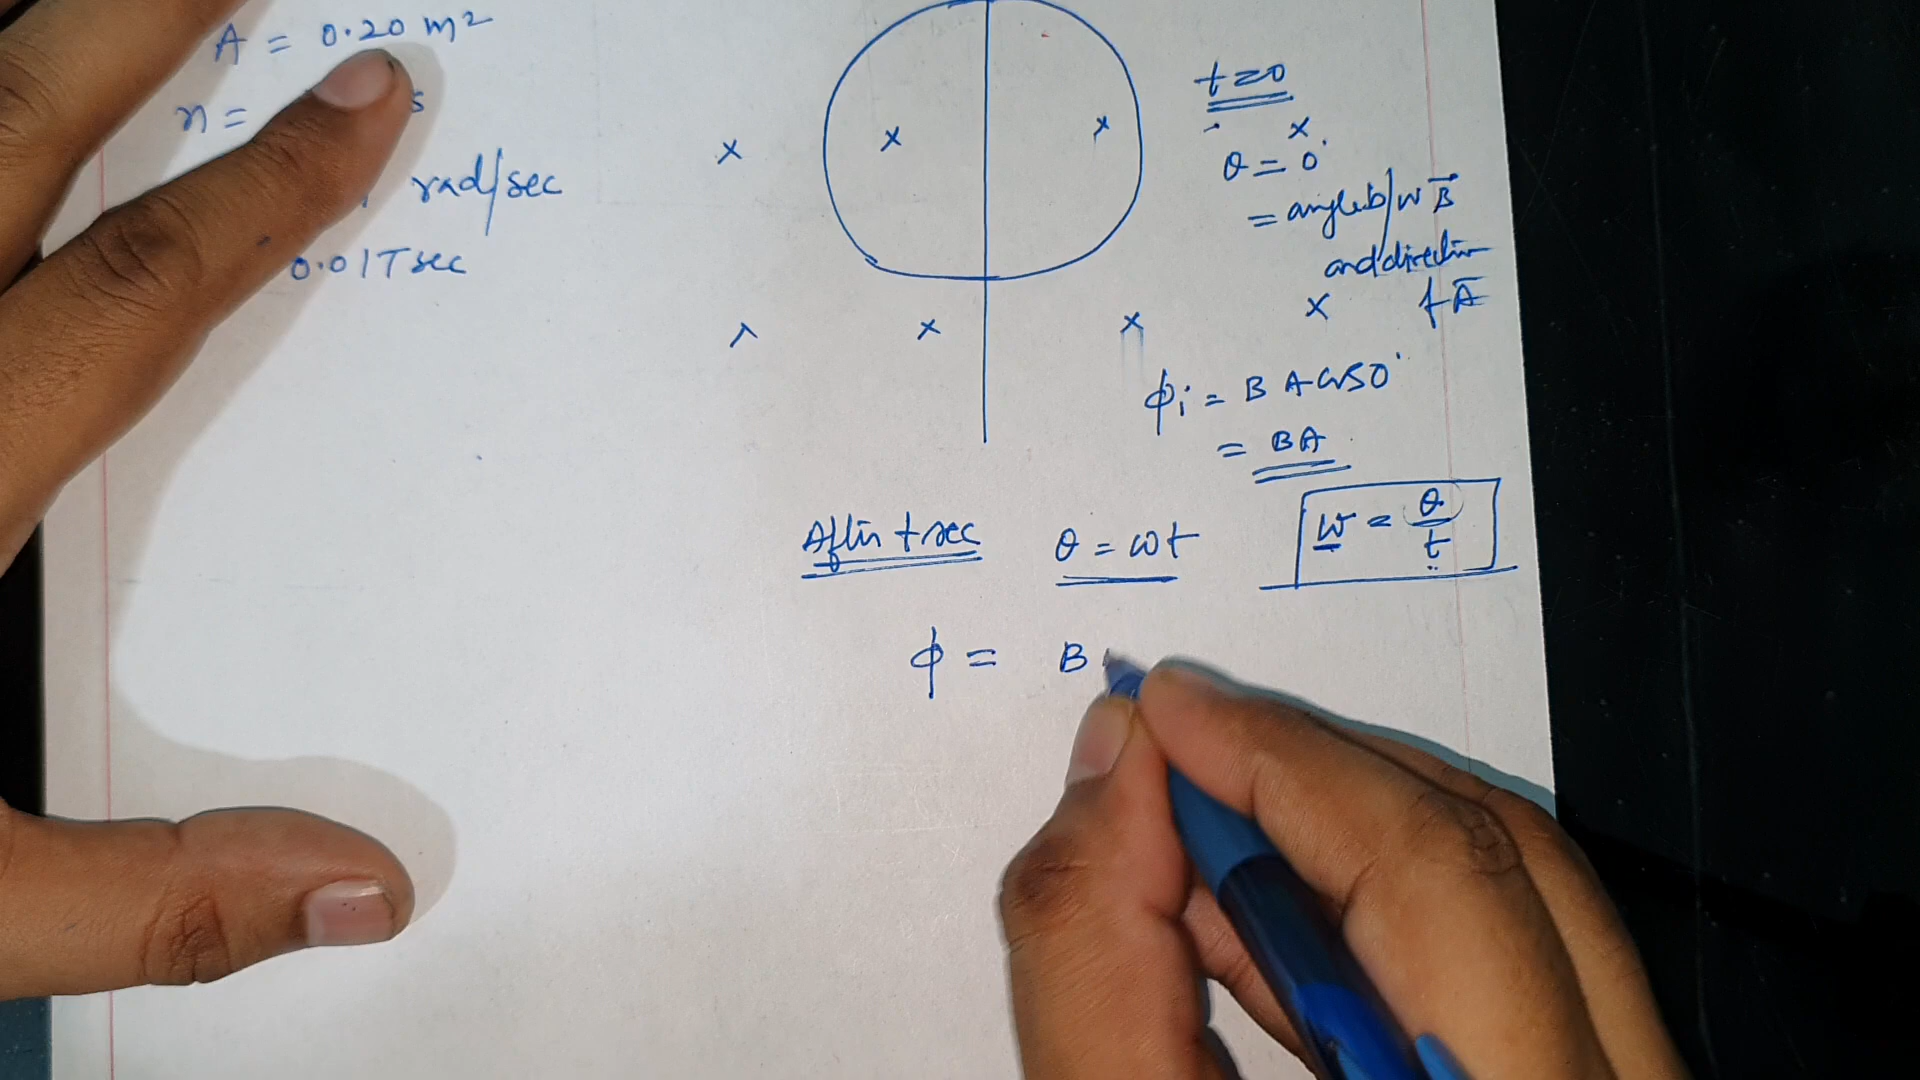 A = 0.20 m²
n = s
rad/sec
0.01 T sec
t = 0
θ = 0°
= angle b/w B⃗
and direction
f A̅
ϕi = B A cos 0°
= BA
After t sec θ = ωt ω = θ/t
ϕ = B